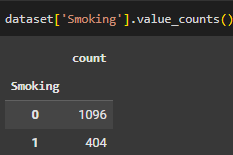 dataset['Smoking'].value_counts()
count
Smoking
0 1096
1 404